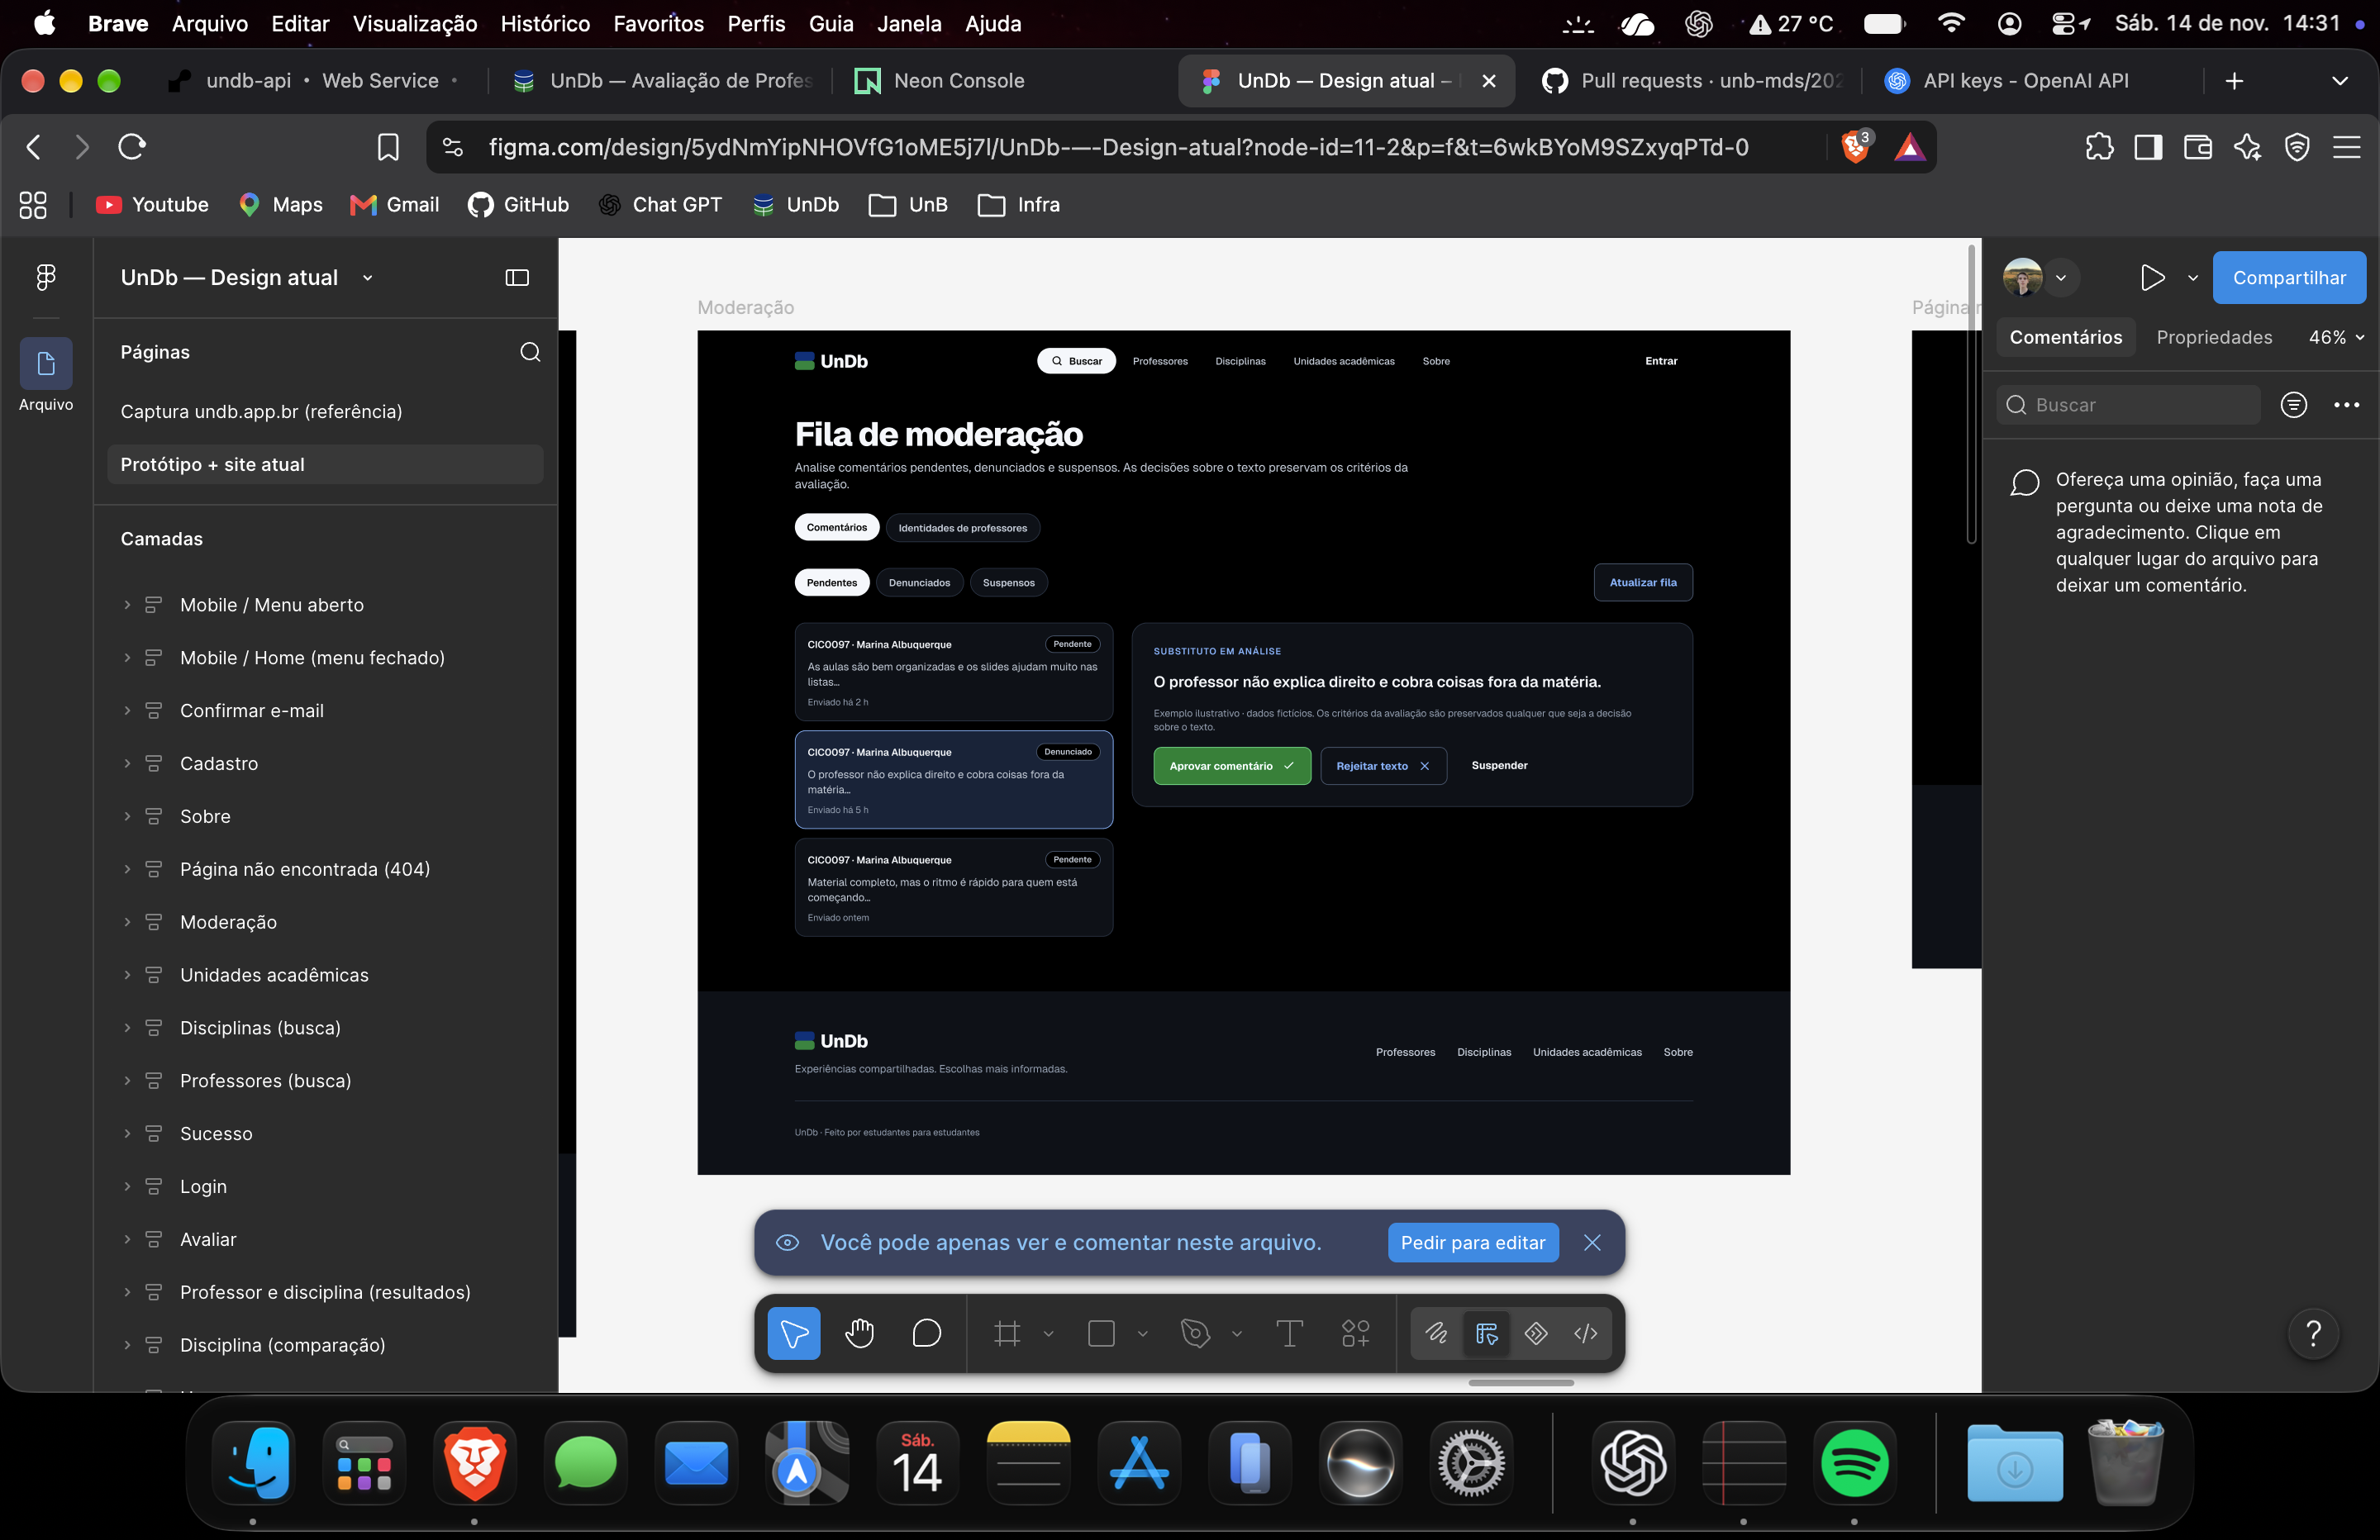 Brave Arquivo Editar Visualização Histórico Favoritos Perfis Guia Janela Ajuda 27 °C Sáb. 14 de nov. 14:31
undb-api • Web Service •
UnDb — Avaliação de Profes
Neon Console
UnDb — Design atual –
Pull requests · unb-mds/202
API keys - OpenAI API
figma.com/design/5ydNmYipNHOVfG1oME5j7l/UnDb-—-Design-atual?node-id=11-2&p=f&t=6wkBYoM9SZxyqPTd-0
3
Youtube Maps Gmail GitHub Chat GPT UnDb UnB Infra
Arquivo
UnDb — Design atual
Páginas
Captura undb.app.br (referência)
Protótipo + site atual
Camadas
Mobile / Menu aberto
Mobile / Home (menu fechado)
Confirmar e-mail
Cadastro
Sobre
Página não encontrada (404)
Moderação
Unidades acadêmicas
Disciplinas (busca)
Professores (busca)
Sucesso
Login
Avaliar
Professor e disciplina (resultados)
Disciplina (comparação)
Moderação
UnDb Buscar Professores Disciplinas Unidades acadêmicas Sobre Entrar
Fila de moderação
Analise comentários pendentes, denunciados e suspensos. As decisões sobre o texto preservam os critérios da
avaliação.
Comentários Identidades de professores
Pendentes Denunciados Suspensos Atualizar fila
CIC0097 · Marina Albuquerque Pendente
As aulas são bem organizadas e os slides ajudam muito nas
listas…
Enviado há 2 h
CIC0097 · Marina Albuquerque Denunciado
O professor não explica direito e cobra coisas fora da
matéria…
Enviado há 5 h
CIC0097 · Marina Albuquerque Pendente
Material completo, mas o ritmo é rápido para quem está
começando…
Enviado ontem
SUBSTITUTO EM ANÁLISE
O professor não explica direito e cobra coisas fora da matéria.
Exemplo ilustrativo · dados fictícios. Os critérios da avaliação são preservados qualquer que seja a decisão
sobre o texto.
Aprovar comentário Rejeitar texto Suspender
UnDb
Experiências compartilhadas. Escolhas mais informadas.
Professores Disciplinas Unidades acadêmicas Sobre
UnDb · Feito por estudantes para estudantes
Página
Você pode apenas ver e comentar neste arquivo. Pedir para editar
Compartilhar
Comentários Propriedades 46%
Buscar
Ofereça uma opinião, faça uma
pergunta ou deixe uma nota de
agradecimento. Clique em
qualquer lugar do arquivo para
deixar um comentário.
?
Sáb.
14